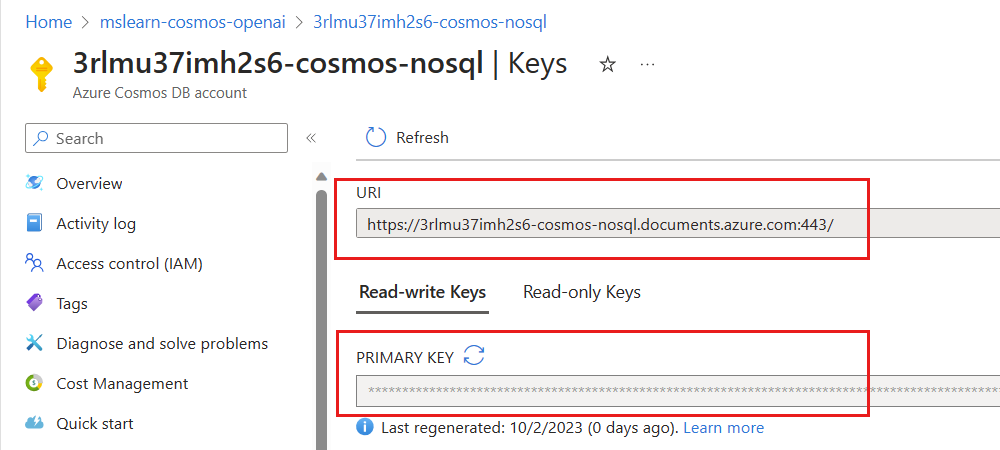 Home > mslearn-cosmos-openai > 3rlmu37imh2s6-cosmos-nosql
3rlmu37imh2s6-cosmos-nosql | Keys
Azure Cosmos DB account
Search
Refresh
Overview
Activity log
Access control (IAM)
Tags
Diagnose and solve problems
Cost Management
Quick start
URI
https://3rlmu37imh2s6-cosmos-nosql.documents.azure.com:443/
Read-write Keys Read-only Keys
PRIMARY KEY
**********************************************************************************************
Last regenerated: 10/2/2023 (0 days ago). Learn more